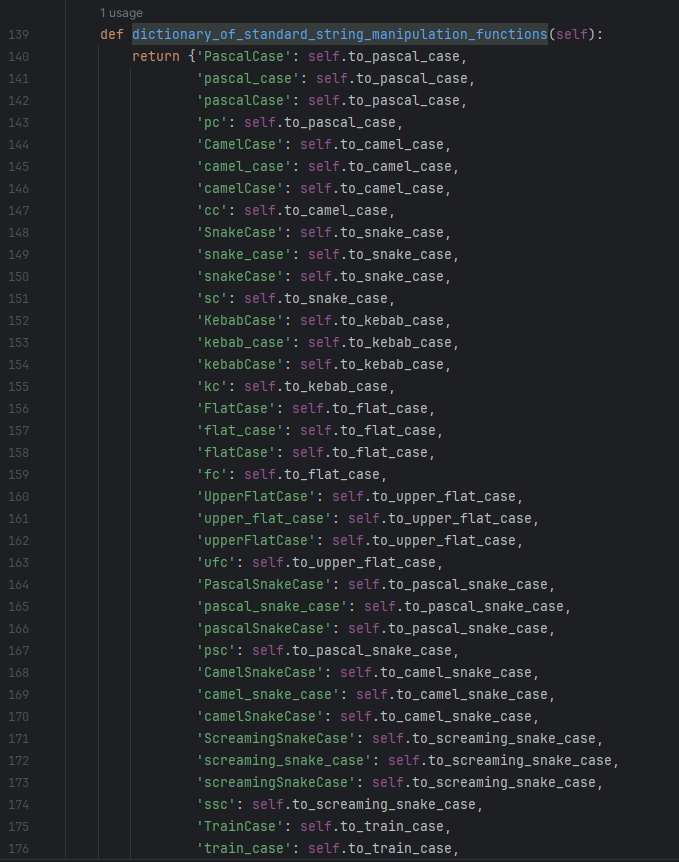 1 usage
139 def dictionary_of_standard_string_manipulation_functions(self):
140 return {'PascalCase': self.to_pascal_case,
141 'pascal_case': self.to_pascal_case,
142 'pascalCase': self.to_pascal_case,
143 'pc': self.to_pascal_case,
144 'CamelCase': self.to_camel_case,
145 'camel_case': self.to_camel_case,
146 'camelCase': self.to_camel_case,
147 'cc': self.to_camel_case,
148 'SnakeCase': self.to_snake_case,
149 'snake_case': self.to_snake_case,
150 'snakeCase': self.to_snake_case,
151 'sc': self.to_snake_case,
152 'KebabCase': self.to_kebab_case,
153 'kebab_case': self.to_kebab_case,
154 'kebabCase': self.to_kebab_case,
155 'kc': self.to_kebab_case,
156 'FlatCase': self.to_flat_case,
157 'flat_case': self.to_flat_case,
158 'flatCase': self.to_flat_case,
159 'fc': self.to_flat_case,
160 'UpperFlatCase': self.to_upper_flat_case,
161 'upper_flat_case': self.to_upper_flat_case,
162 'upperFlatCase': self.to_upper_flat_case,
163 'ufc': self.to_upper_flat_case,
164 'PascalSnakeCase': self.to_pascal_snake_case,
165 'pascal_snake_case': self.to_pascal_snake_case,
166 'pascalSnakeCase': self.to_pascal_snake_case,
167 'psc': self.to_pascal_snake_case,
168 'CamelSnakeCase': self.to_camel_snake_case,
169 'camel_snake_case': self.to_camel_snake_case,
170 'camelSnakeCase': self.to_camel_snake_case,
171 'ScreamingSnakeCase': self.to_screaming_snake_case,
172 'screaming_snake_case': self.to_screaming_snake_case,
173 'screamingSnakeCase': self.to_screaming_snake_case,
174 'ssc': self.to_screaming_snake_case,
175 'TrainCase': self.to_train_case,
176 'train_case': self.to_train_case,